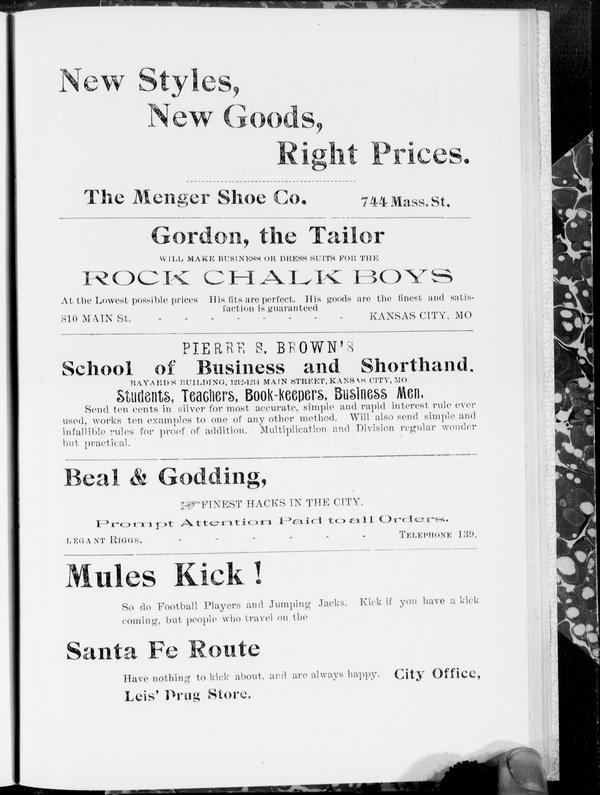 New Styles,
New Goods,
Right Prices.
The Menger Shoe Co. 744 Mass. St,
Gordon, the Tailor
WILL MAKE BUSINESS OR DRESS SUITS FOR THE
ROCK CHALK BOYS
At the Lowest possible prices His fits are perfect. His goods are the finest and satis-
faction is guaranteed
810 MAIN St. - - - - - - - - KANSAS CITY, MO
PIERRE S. BROWN'S
School of Business and Shorthand.
BAYARDS BUILDING, 1212-1214 MAIN STREET, KANSAS CITY, MO.
Students, Teachers, Book-keepers, Business Men.
Send ten cents in silver for most accurate, simple and rapid interest rule ever
used, works ten examples to one of any other method. Will also send simple and
infallible rules for proof of addition. Multiplication and Division regular wonder
but practical.
Beal & Godding,
☞FINEST HACKS IN THE CITY.
Prompt Attention Paid to all Orders.
LEGANT RIGGS. - - - - - - TELEPHONE 139.
Mules Kick!
So do Football Players and Jumping Jacks. Kick if you have a kick
coming, but people who travel on the
Santa Fe Route
Have nothing to kick about, and are always happy. City Office,
Leis' Drug Store.